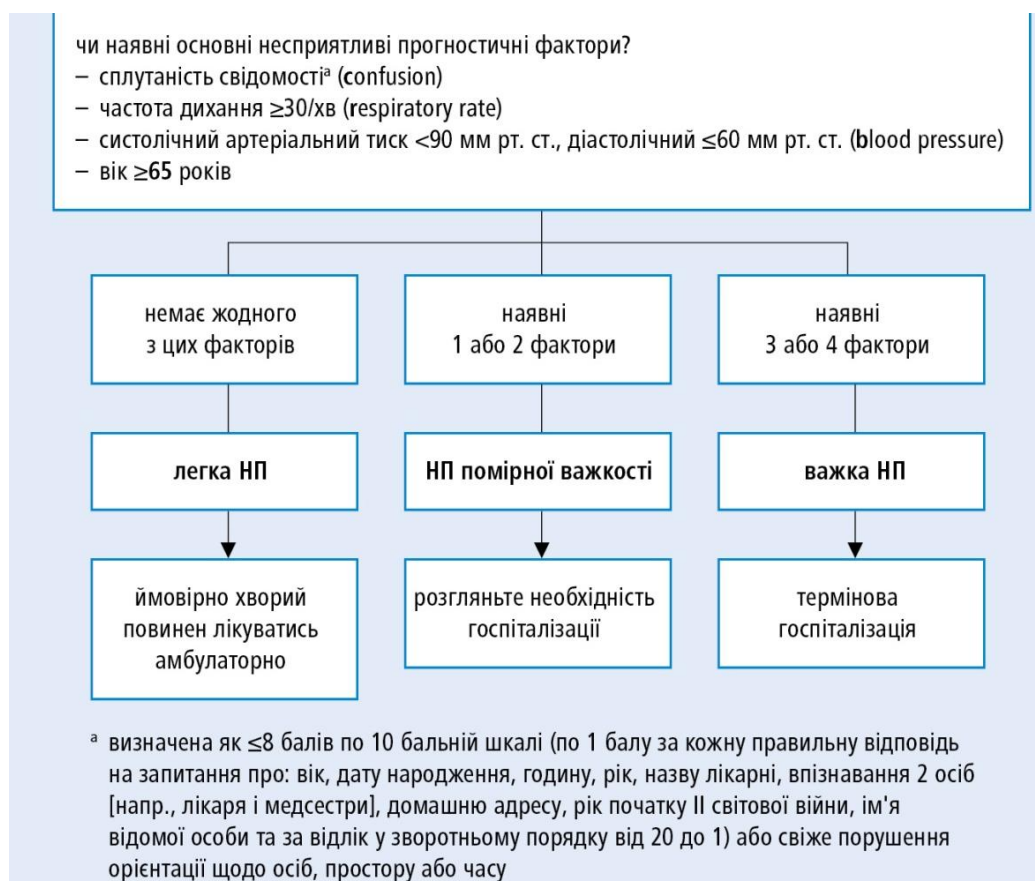 чи наявні основні несприятливі прогностичні фактори?
– сплутаність свідомостіᵃ (confusion)
– частота дихання ≥30/хв (respiratory rate)
– систолічний артеріальний тиск <90 мм рт. ст., діастолічний ≤60 мм рт. ст. (blood pressure)
– вік ≥65 років
немає жодного
з цих факторів
наявні
1 або 2 фактори
наявні
3 або 4 фактори
легка НП
НП помірної важкості
важка НП
ймовірно хворий
повинен лікуватись
амбулаторно
розгляньте необхідність
госпіталізації
термінова
госпіталізація
ᵃ визначена як ≤8 балів по 10 бальній шкалі (по 1 балу за кожну правильну відповідь
на запитання про: вік, дату народження, годину, рік, назву лікарні, впізнавання 2 осіб
[напр., лікаря і медсестри], домашню адресу, рік початку II світової війни, ім'я
відомої особи та за відлік у зворотньому порядку від 20 до 1) або свіже порушення
орієнтації щодо осіб, простору або часу